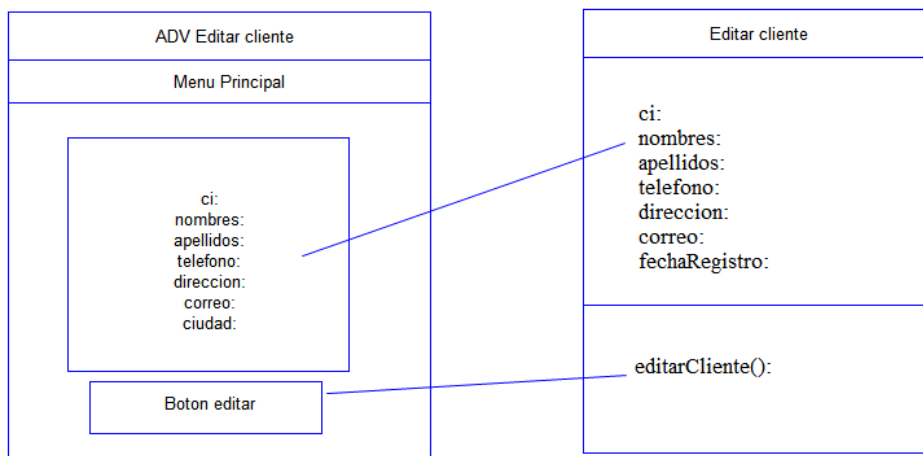 ADV Editar cliente
Menu Principal
ci:
nombres:
apellidos:
telefono:
direccion:
correo:
ciudad:
Boton editar
Editar cliente
ci:
nombres:
apellidos:
telefono:
direccion:
correo:
fechaRegistro:
editarCliente():